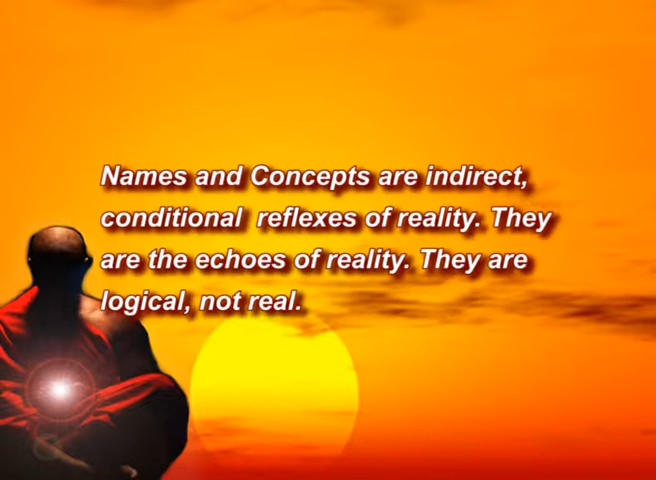 Names and Concepts are indirect,
conditional  reflexes of reality. They
are the echoes of reality. They are
logical, not real.